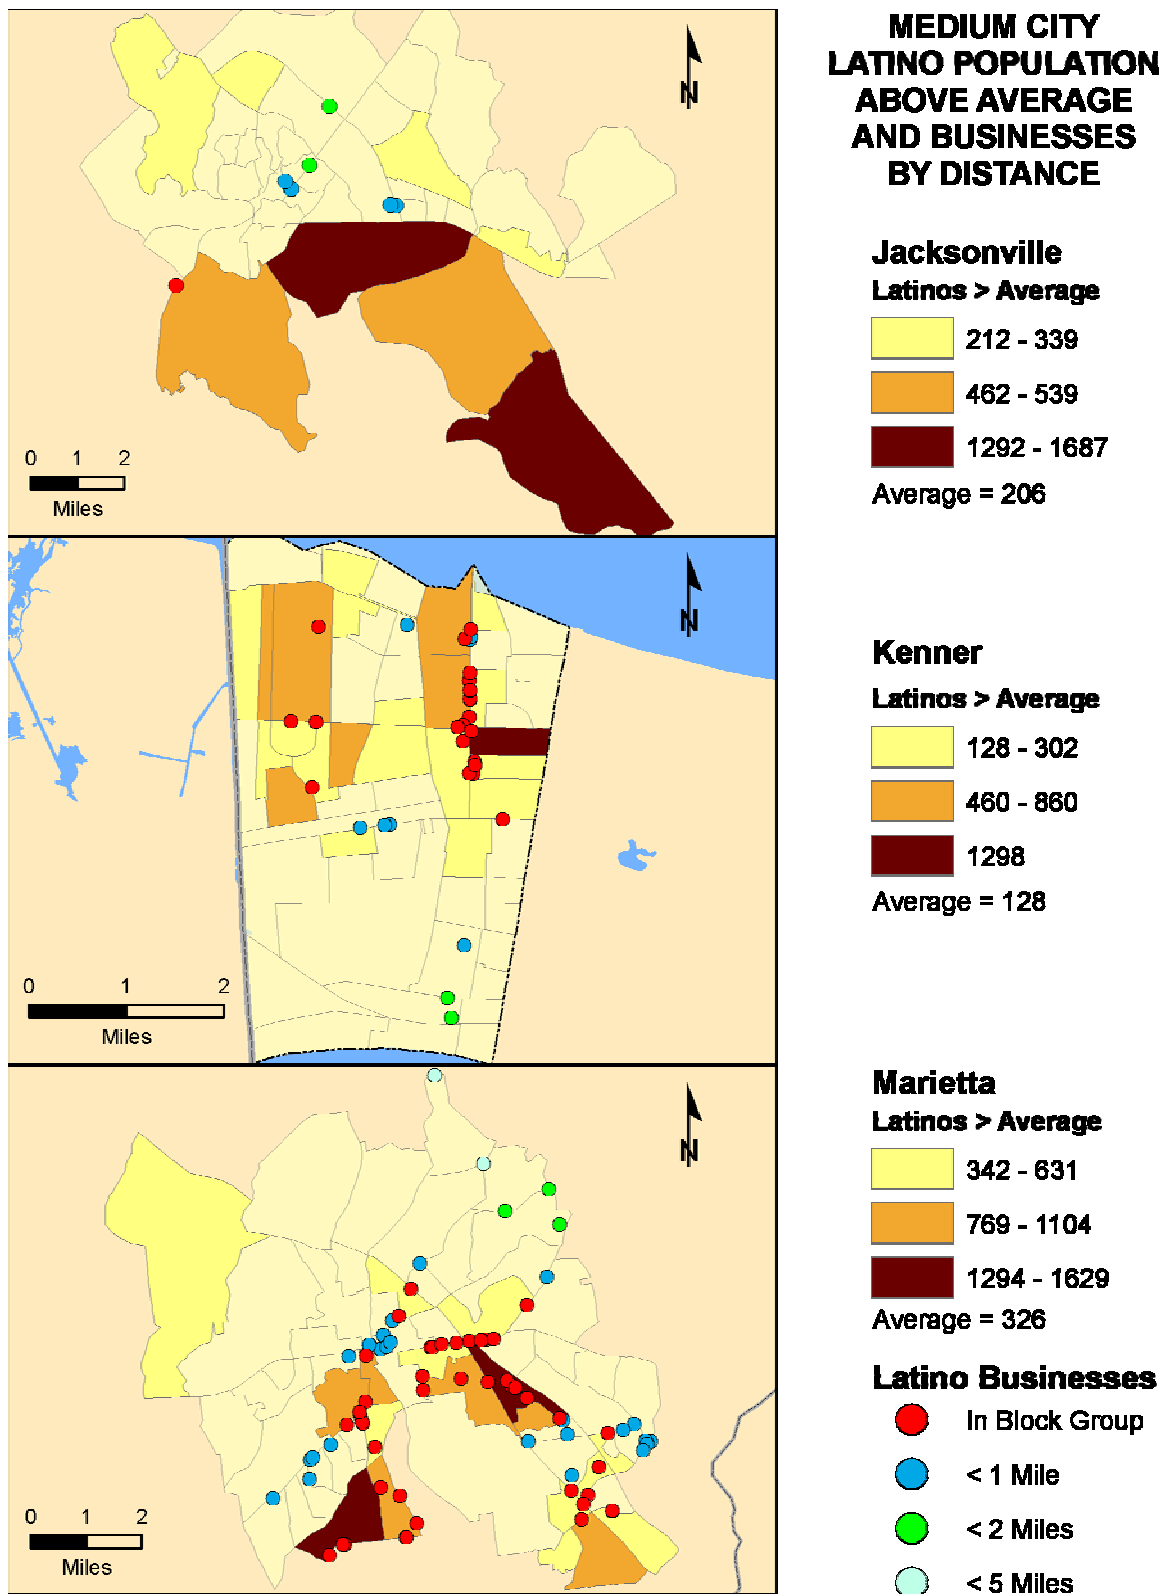 MEDIUM CITY
LATINO POPULATION
ABOVE AVERAGE
AND BUSINESSES
BY DISTANCE
N
0 1 2
Miles
Jacksonville
Latinos > Average
212 - 339
462 - 539
1292 - 1687
Average = 206
N
0 1 2
Miles
Kenner
Latinos > Average
128 - 302
460 - 860
1298
Average = 128
N
0 1 2
Miles
Marietta
Latinos > Average
342 - 631
769 - 1104
1294 - 1629
Average = 326
Latino Businesses
In Block Group
< 1 Mile
< 2 Miles
< 5 Miles